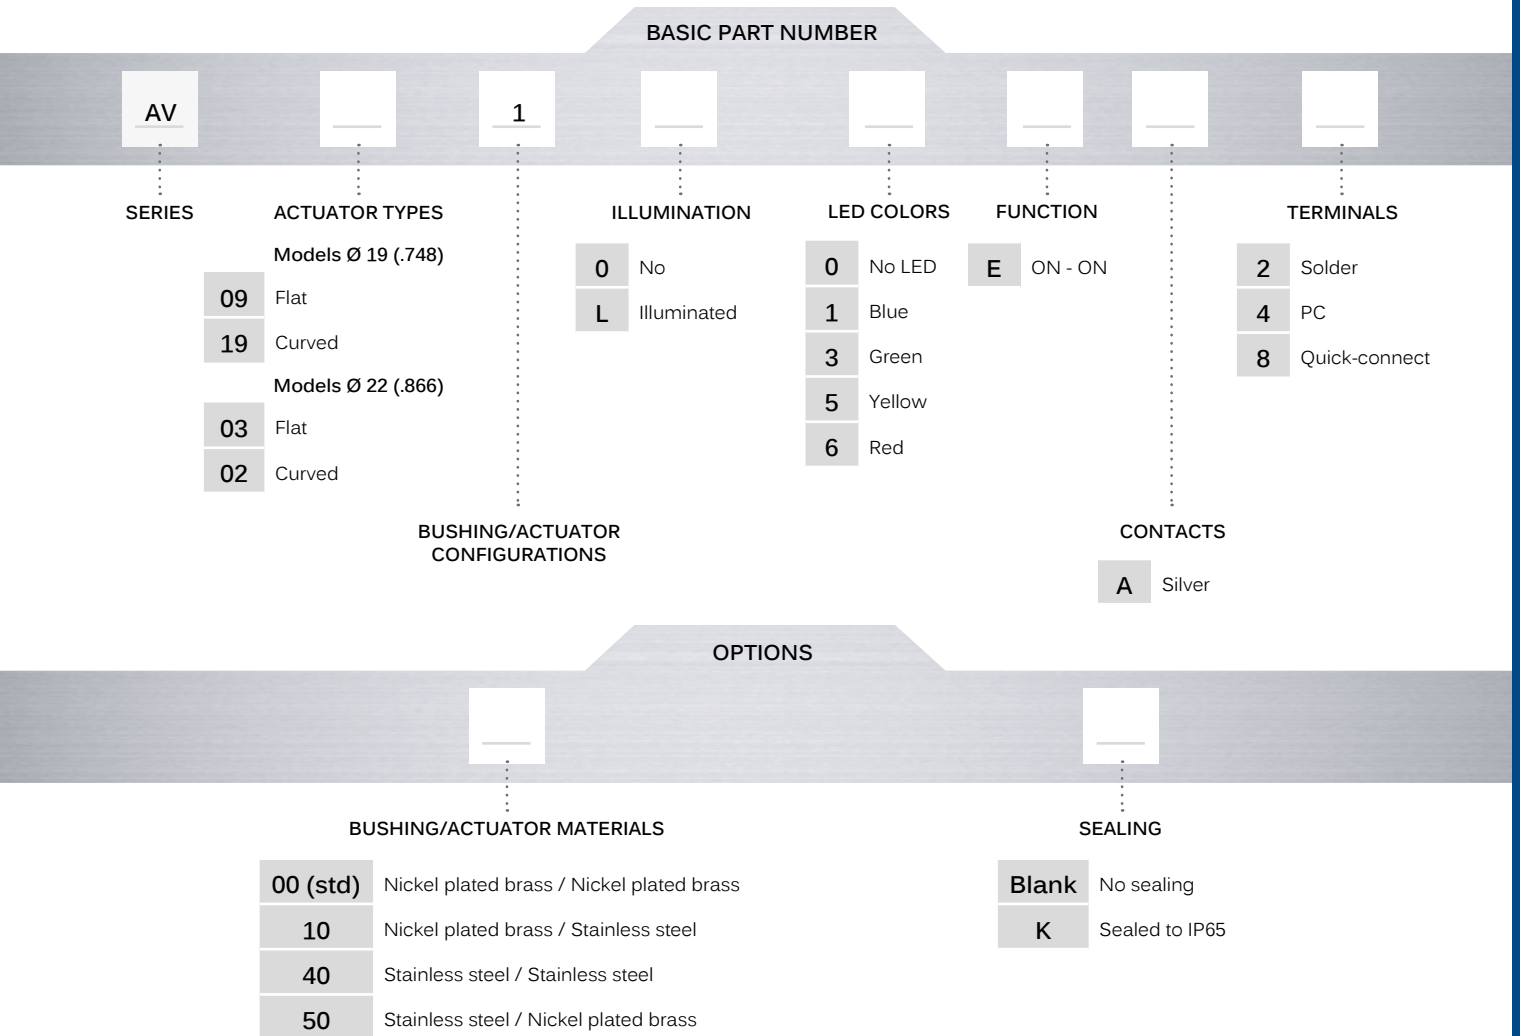 BASIC PART NUMBER
AV
1
SERIES
ACTUATOR TYPES
Models Ø 19 (.748)
09 Flat
19 Curved
Models Ø 22 (.866)
03 Flat
02 Curved
BUSHING/ACTUATOR
CONFIGURATIONS
ILLUMINATION
0 No
L Illuminated
LED COLORS
0 No LED
1 Blue
3 Green
5 Yellow
6 Red
FUNCTION
E ON - ON
CONTACTS
A Silver
TERMINALS
2 Solder
4 PC
8 Quick-connect
OPTIONS
BUSHING/ACTUATOR MATERIALS
00 (std) Nickel plated brass / Nickel plated brass
10 Nickel plated brass / Stainless steel
40 Stainless steel / Stainless steel
50 Stainless steel / Nickel plated brass
SEALING
Blank No sealing
K Sealed to IP65